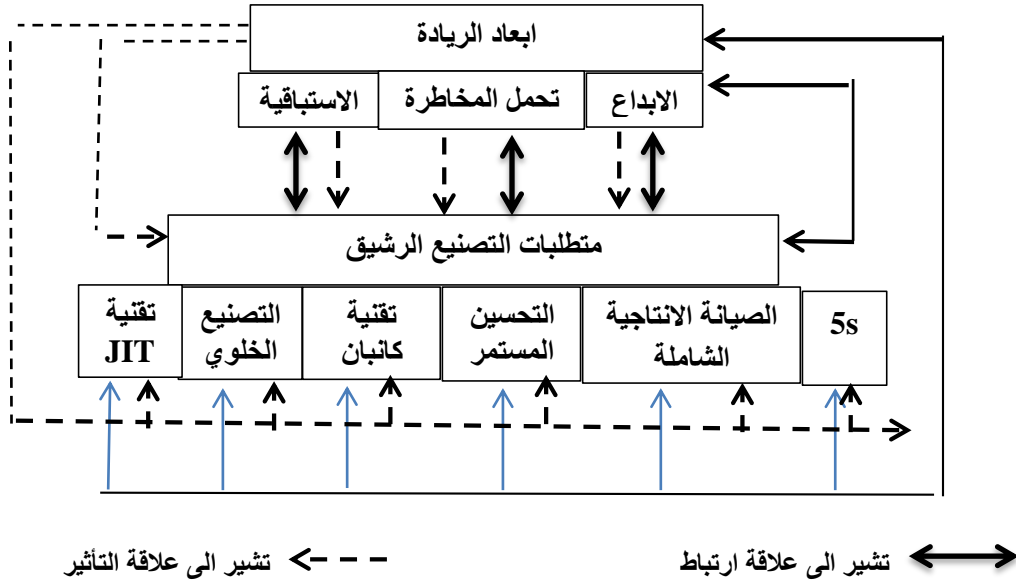 ابعاد الريادة
الابداع
تحمل المخاطرة
الاستباقية
متطلبات التصنيع الرشيق
5s
الصيانة الانتاجية
الشاملة
التحسين
المستمر
تقنية
كانبان
التصنيع
الخلوي
تقنية
JIT
تشير الى علاقة ارتباط
تشير الى علاقة التأثير